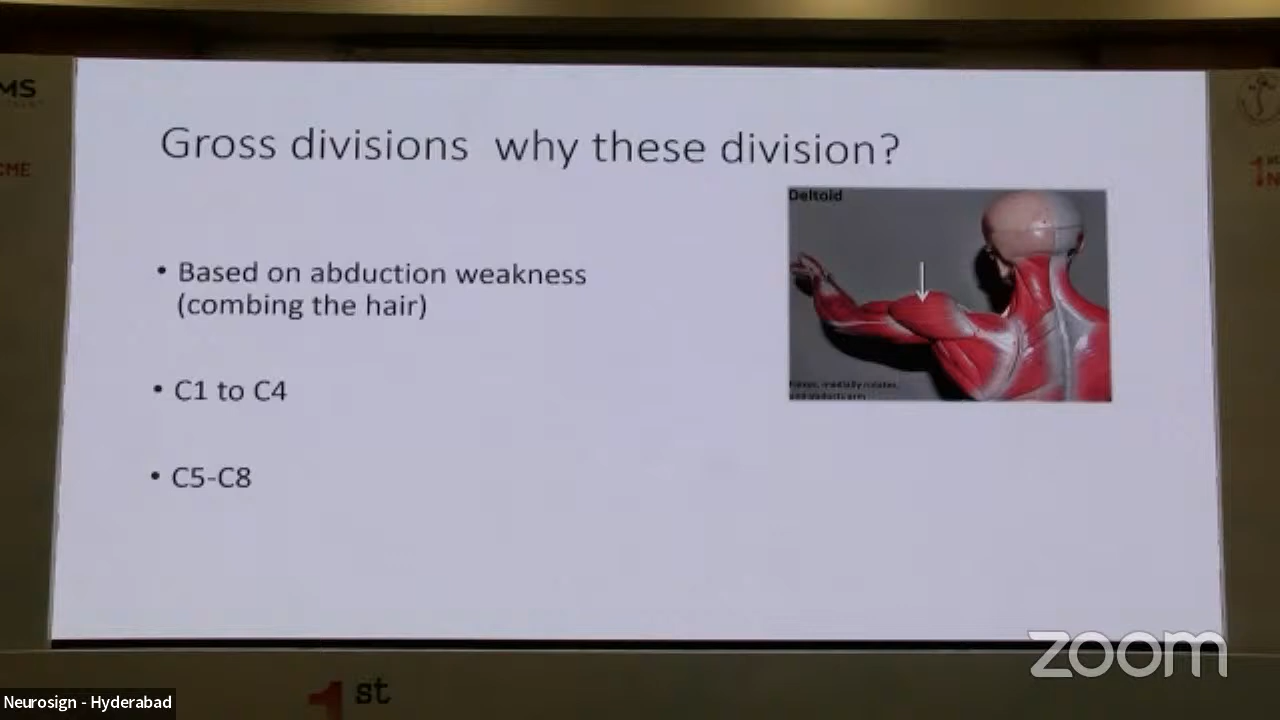 MS
CME
Gross divisions why these division?
Deltoid
• Based on abduction weakness
(combing the hair)
• C1 to C4
• C5-C8
1st
zoom
Neurosign - Hyderabad